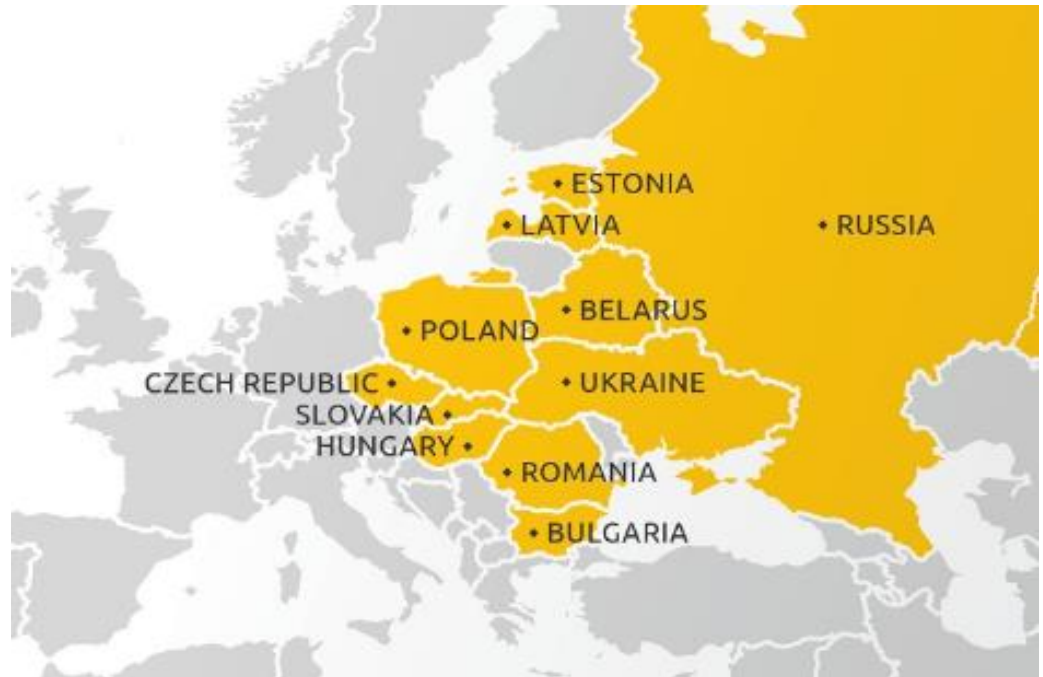 ESTONIA
LATVIA
RUSSIA
BELARUS
POLAND
CZECH REPUBLIC
UKRAINE
SLOVAKIA
HUNGARY
ROMANIA
BULGARIA